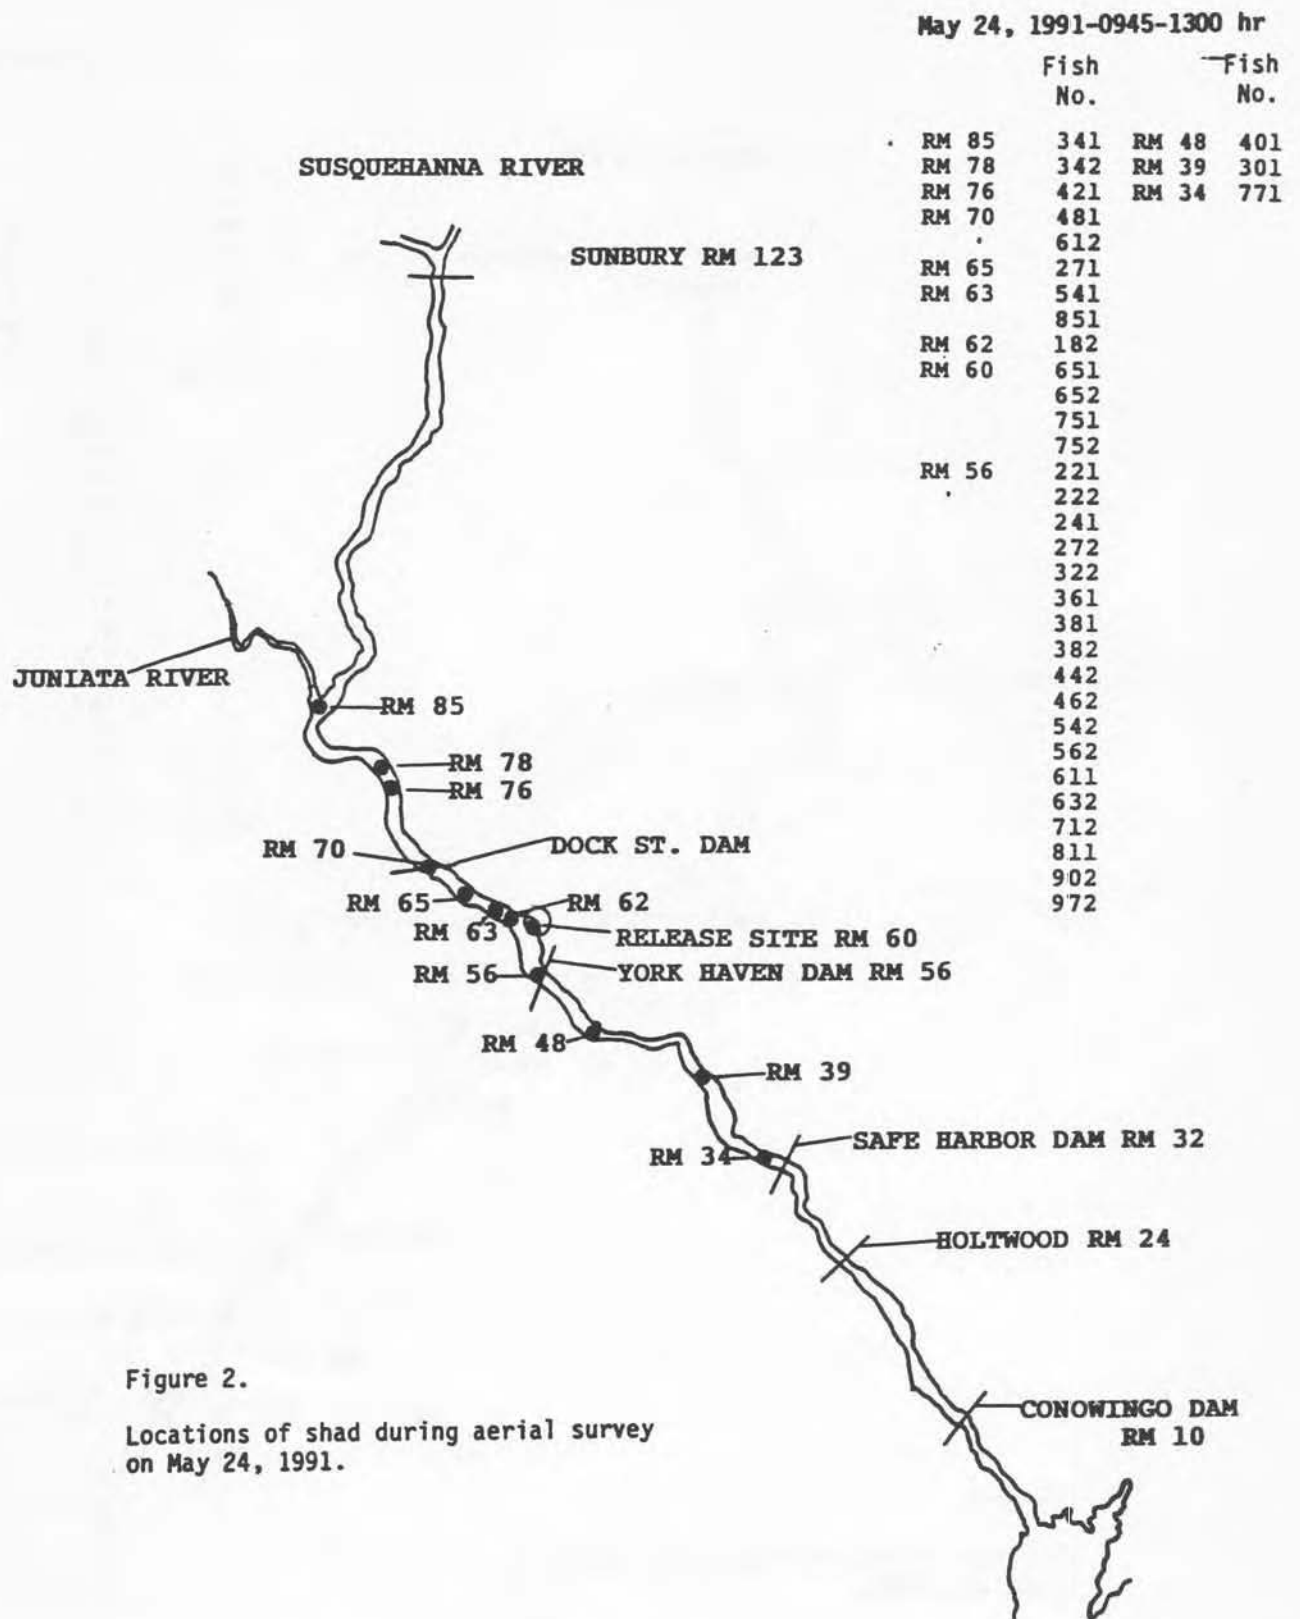 May 24, 1991-0945-1300 hr
Fish Fish
No. No.
RM 85 341 RM 48 401
RM 78 342 RM 39 301
RM 76 421 RM 34 771
RM 70 481
612
RM 65 271
RM 63 541
851
RM 62 182
RM 60 651
652
751
752
RM 56 221
222
241
272
322
361
381
382
442
462
542
562
611
632
712
811
902
972
SUSQUEHANNA RIVER
SUNBURY RM 123
JUNIATA RIVER
RM 85
RM 78
RM 76
RM 70
DOCK ST. DAM
RM 65
RM 62
RM 63
RELEASE SITE RM 60
RM 56
YORK HAVEN DAM RM 56
RM 48
RM 39
RM 34
SAFE HARBOR DAM RM 32
HOLTWOOD RM 24
CONOWINGO DAM
RM 10
Figure 2.
Locations of shad during aerial survey
on May 24, 1991.